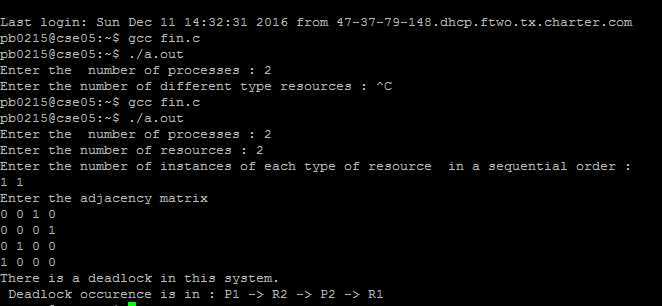 Last login: Sun Dec 11 14:32:31 2016 from 47-37-79-148.dhcp.ftwo.tx.charter.com
pb0215@cse05:~$ gcc fin.c
pb0215@cse05:~$ ./a.out
Enter the  number of processes : 2
Enter the number of different type resources : ^C
pb0215@cse05:~$ gcc fin.c
pb0215@cse05:~$ ./a.out
Enter the  number of processes : 2
Enter the number of resources : 2
Enter the number of instances of each type of resource  in a sequential order :
1 1
Enter the adjacency matrix
0 0 1 0
0 0 0 1
0 1 0 0
1 0 0 0
There is a deadlock in this system.
 Deadlock occurence is in : P1 -> R2 -> P2 -> R1